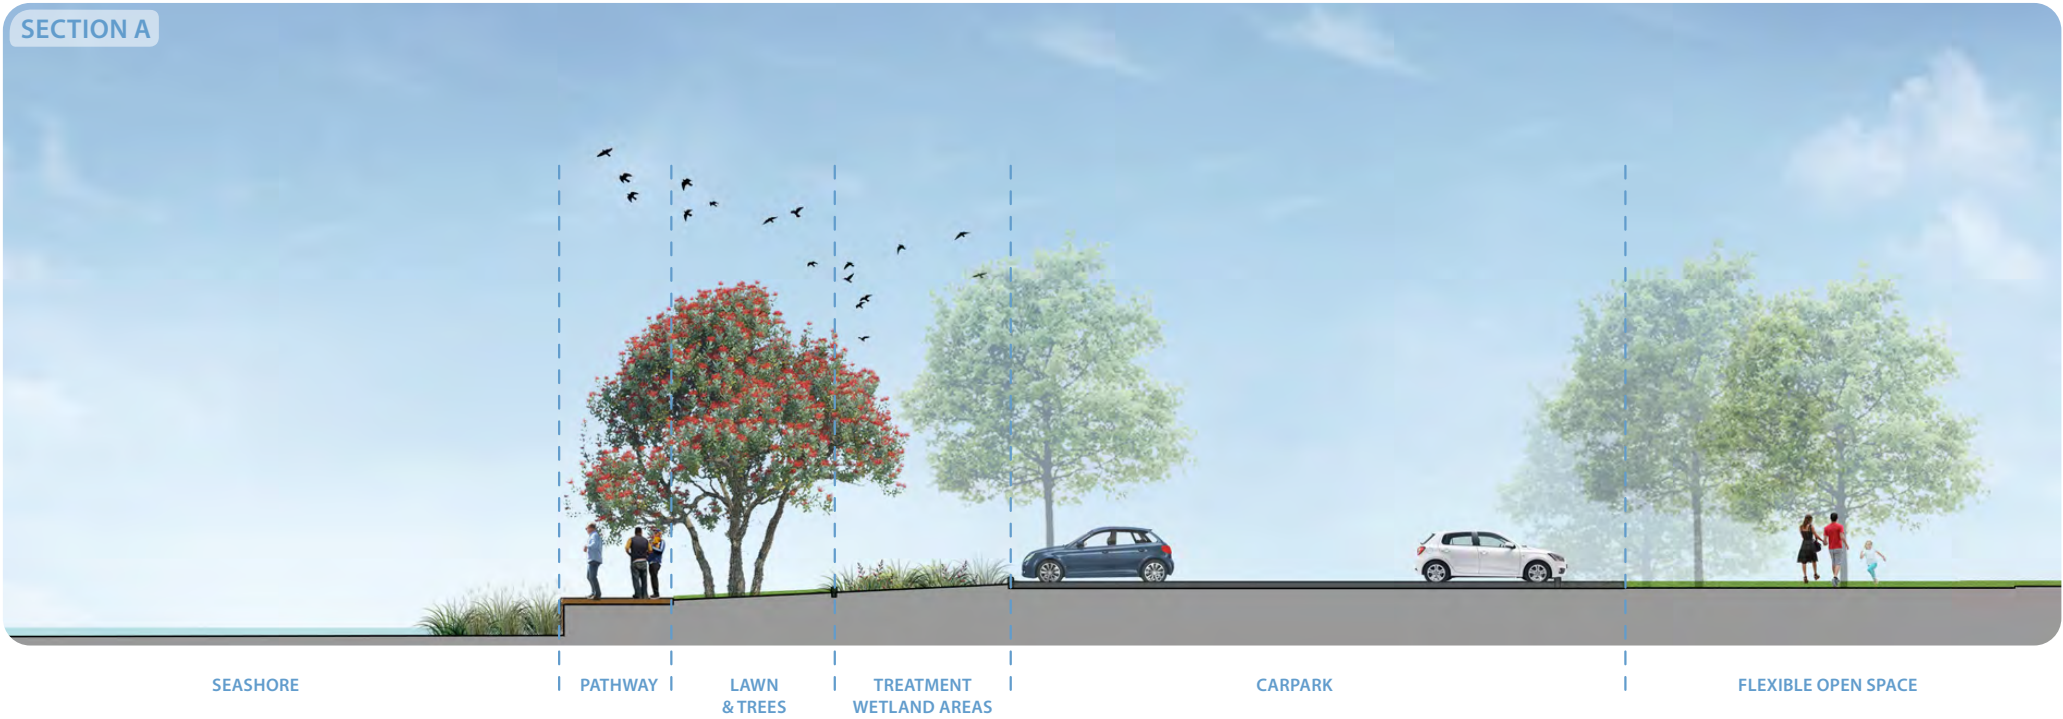 SECTION A
SEASHORE
PATHWAY
LAWN
& TREES
TREATMENT
WETLAND AREAS
CARPARK
FLEXIBLE OPEN SPACE